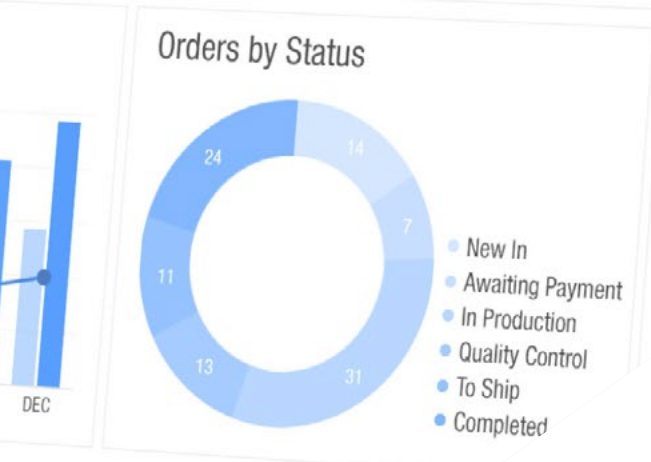 Orders by Status
24
14
7
11
13
31
New In
Awaiting Payment
In Production
Quality Control
To Ship
Completed
DEC